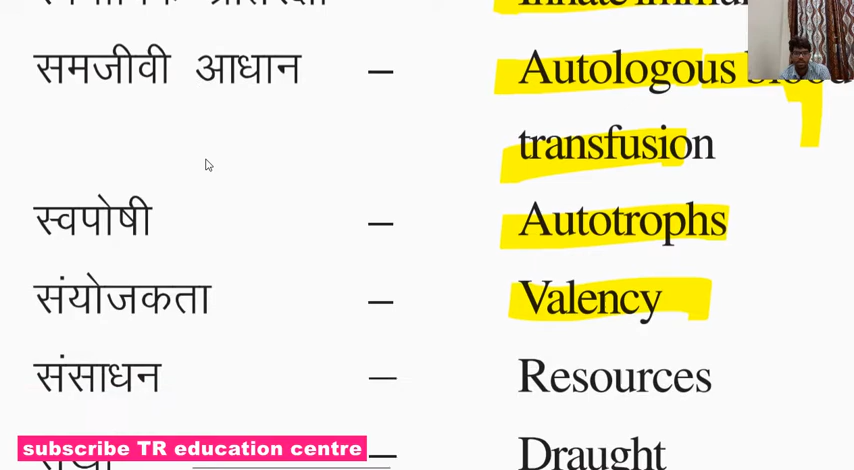 समजीवी आधान – Autologous
transfusion
स्वपोषी – Autotrophs
संयोजकता – Valency
संसाधन – Resources
– Draught
subscribe TR education centre